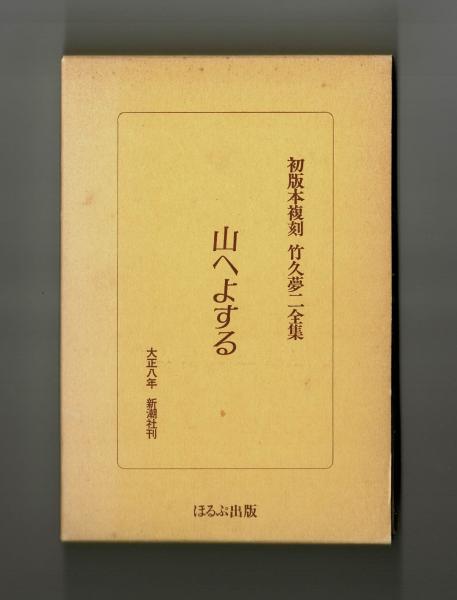 初版本複刻 竹久夢二全集
山へよする
大正八年 新潮社刊
ほるぷ出版